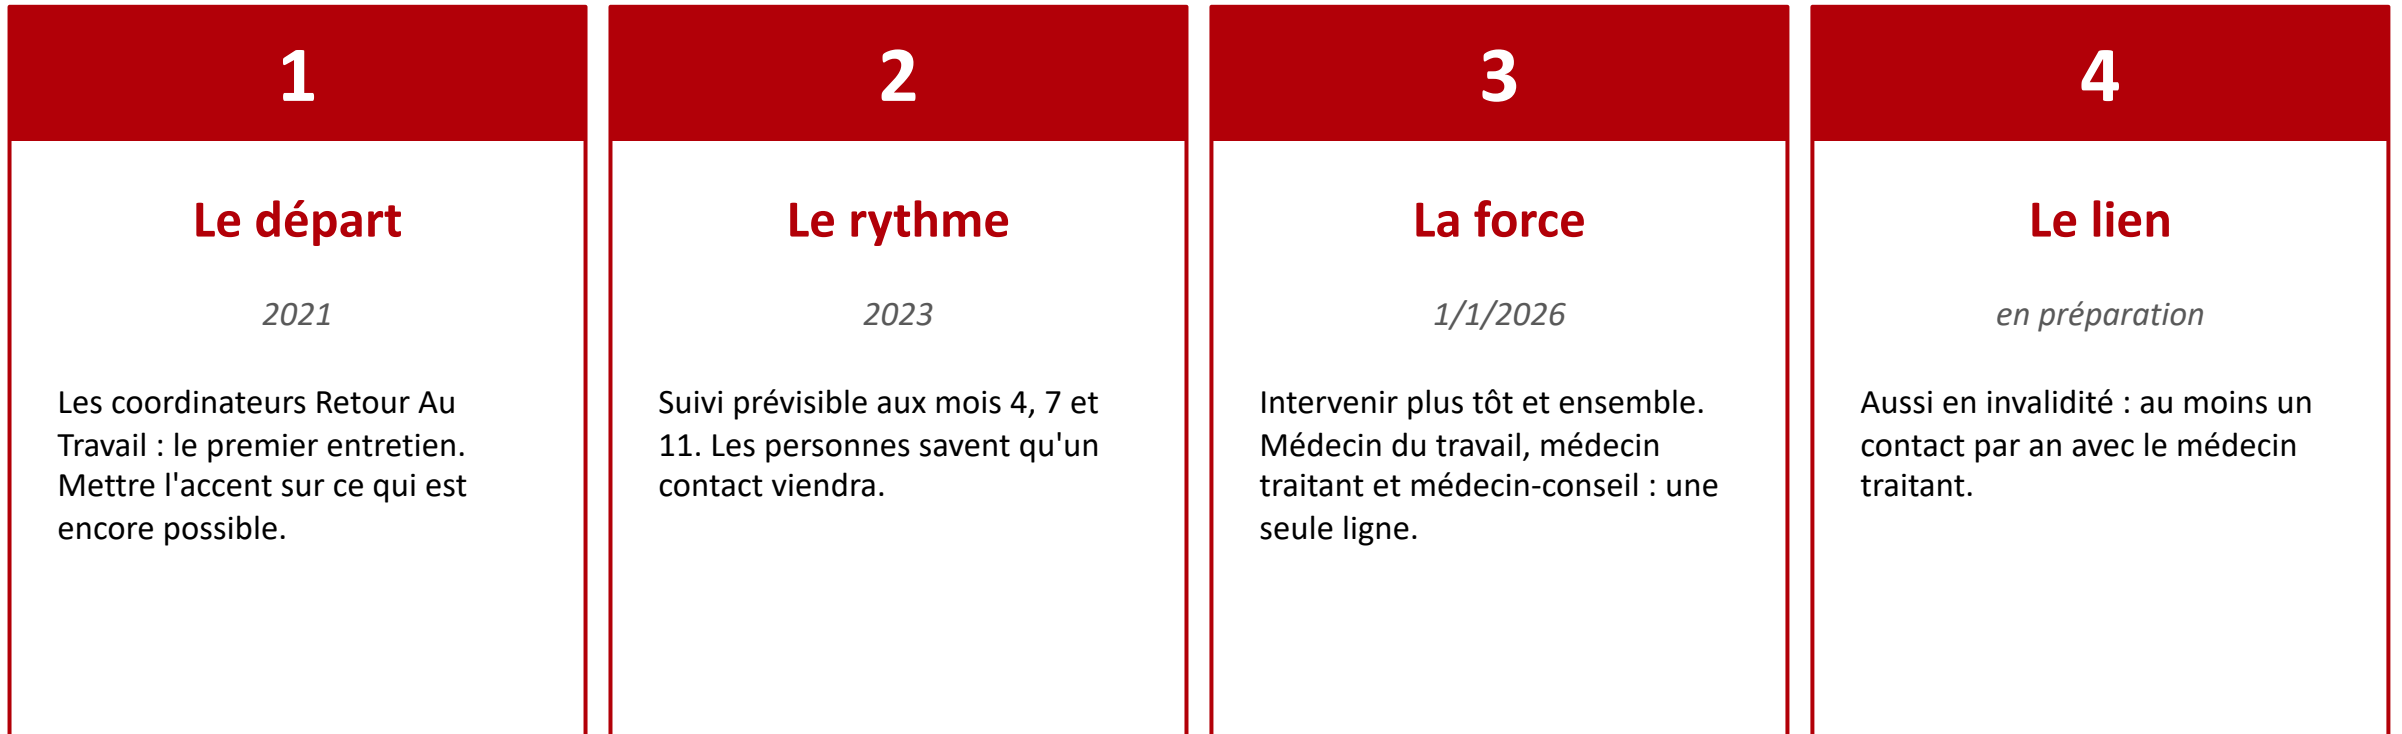 1
Le départ
2021
Les coordinateurs Retour Au
Travail : le premier entretien.
Mettre l'accent sur ce qui est
encore possible.
2
Le rythme
2023
Suivi prévisible aux mois 4, 7 et
11. Les personnes savent qu'un
contact viendra.
3
La force
1/1/2026
Intervenir plus tôt et ensemble.
Médecin du travail, médecin
traitant et médecin-conseil : une
seule ligne.
4
Le lien
en préparation
Aussi en invalidité : au moins un
contact par an avec le médecin
traitant.